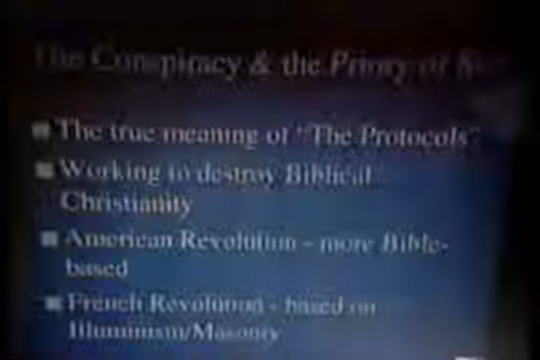 The Conspiracy & the Priory of
The true meaning of "The Protocols"
Working to destroy Biblical
Christianity
American Revolution - more Bible-
based
French Revolution - based on
Illuminism/Masonry